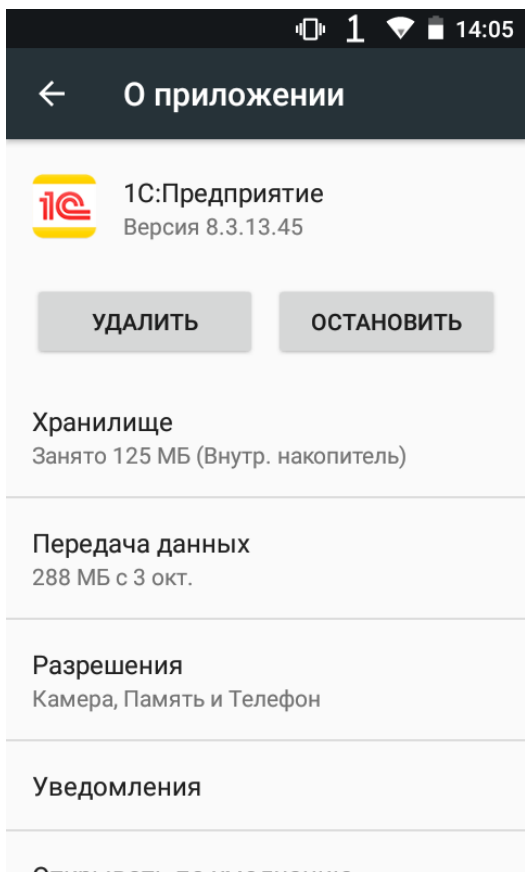 1 14:05
О приложении
1С
1С:Предприятие
Версия 8.3.13.45
УДАЛИТЬ ОСТАНОВИТЬ
Хранилище
Занято 125 МБ (Внутр. накопитель)
Передача данных
288 МБ с 3 окт.
Разрешения
Камера, Память и Телефон
Уведомления